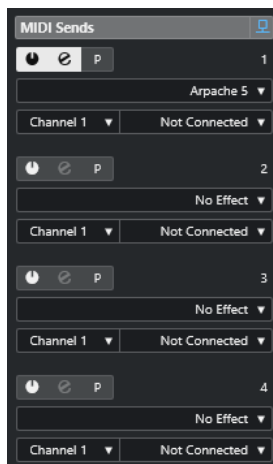 MIDI Sends
P 1
Arpache 5
Channel 1 Not Connected
P 2
No Effect
Channel 1 Not Connected
P 3
No Effect
Channel 1 Not Connected
P 4
No Effect
Channel 1 Not Connected